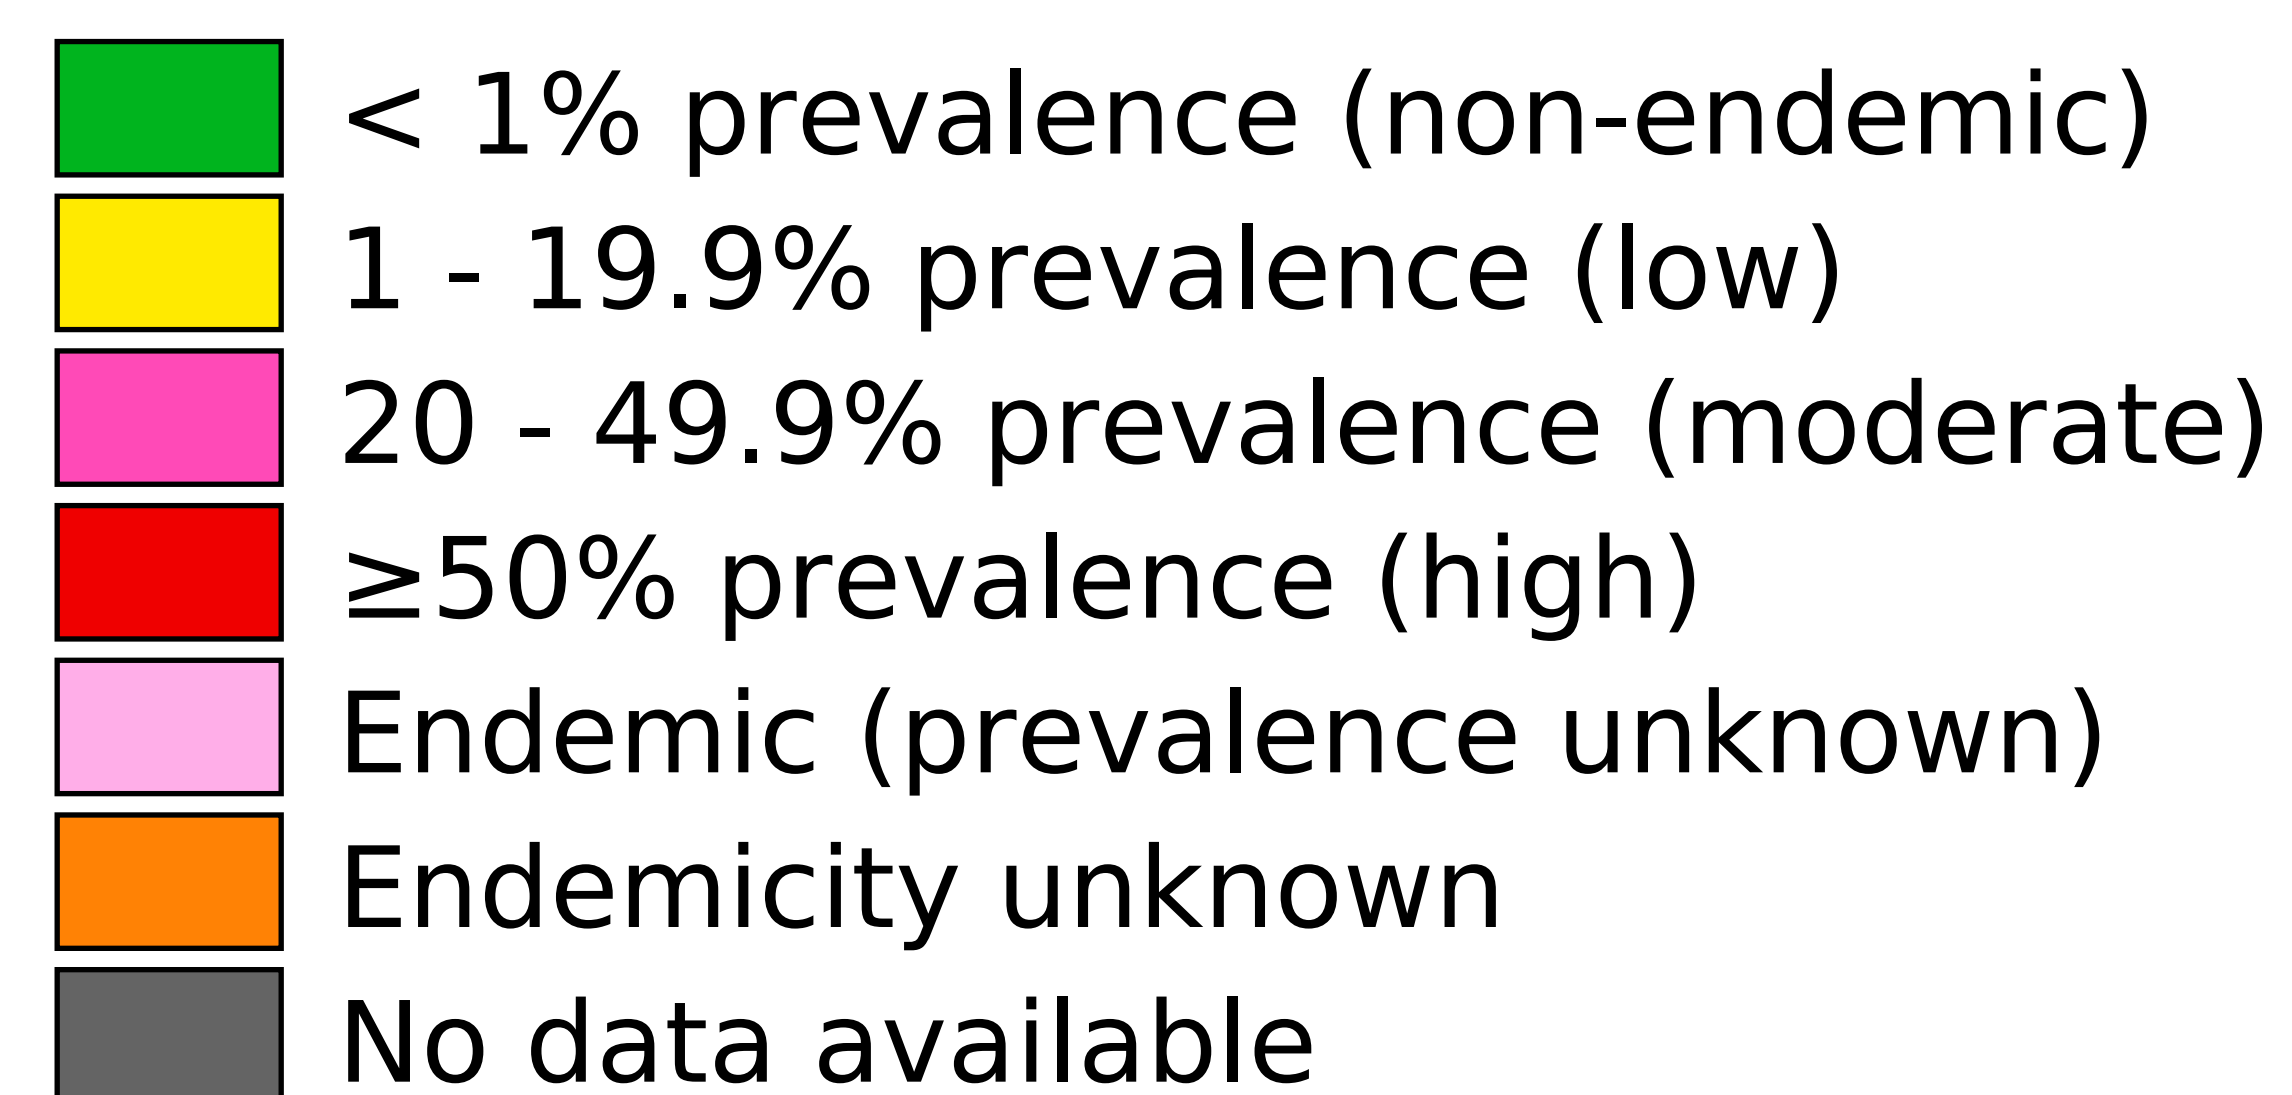 < 1% prevalence (non-endemic)
1 - 19.9% prevalence (low)
20 - 49.9% prevalence (moderate)
≥50% prevalence (high)
Endemic (prevalence unknown)
Endemicity unknown
No data available